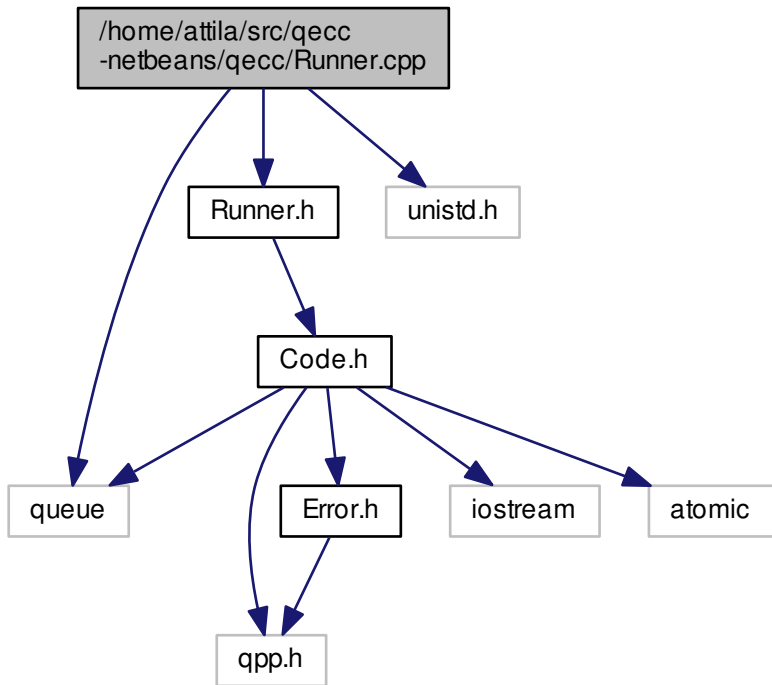 /home/attila/src/qecc
-netbeans/qecc/Runner.cpp
Runner.h
unistd.h
Code.h
queue
Error.h
iostream
atomic
qpp.h